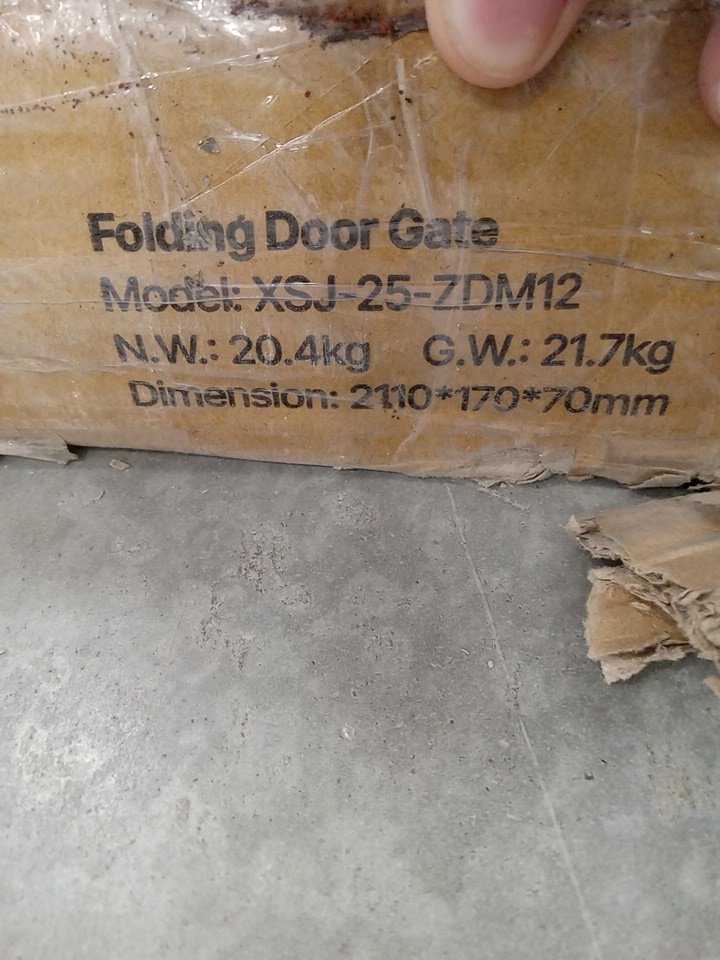 Folding Door Gate
Model: XSJ-25-ZDM12
N.W.: 20.4kg G.W.: 21.7kg
Dimension: 2110*170*70mm